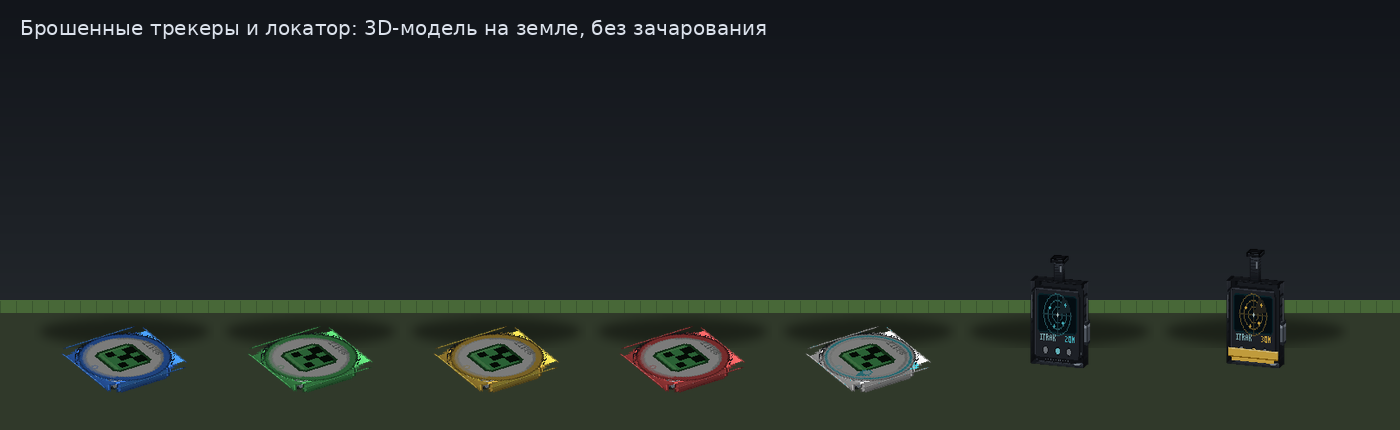 Брошенные трекеры и локатор: 3D-модель на земле, без зачарования